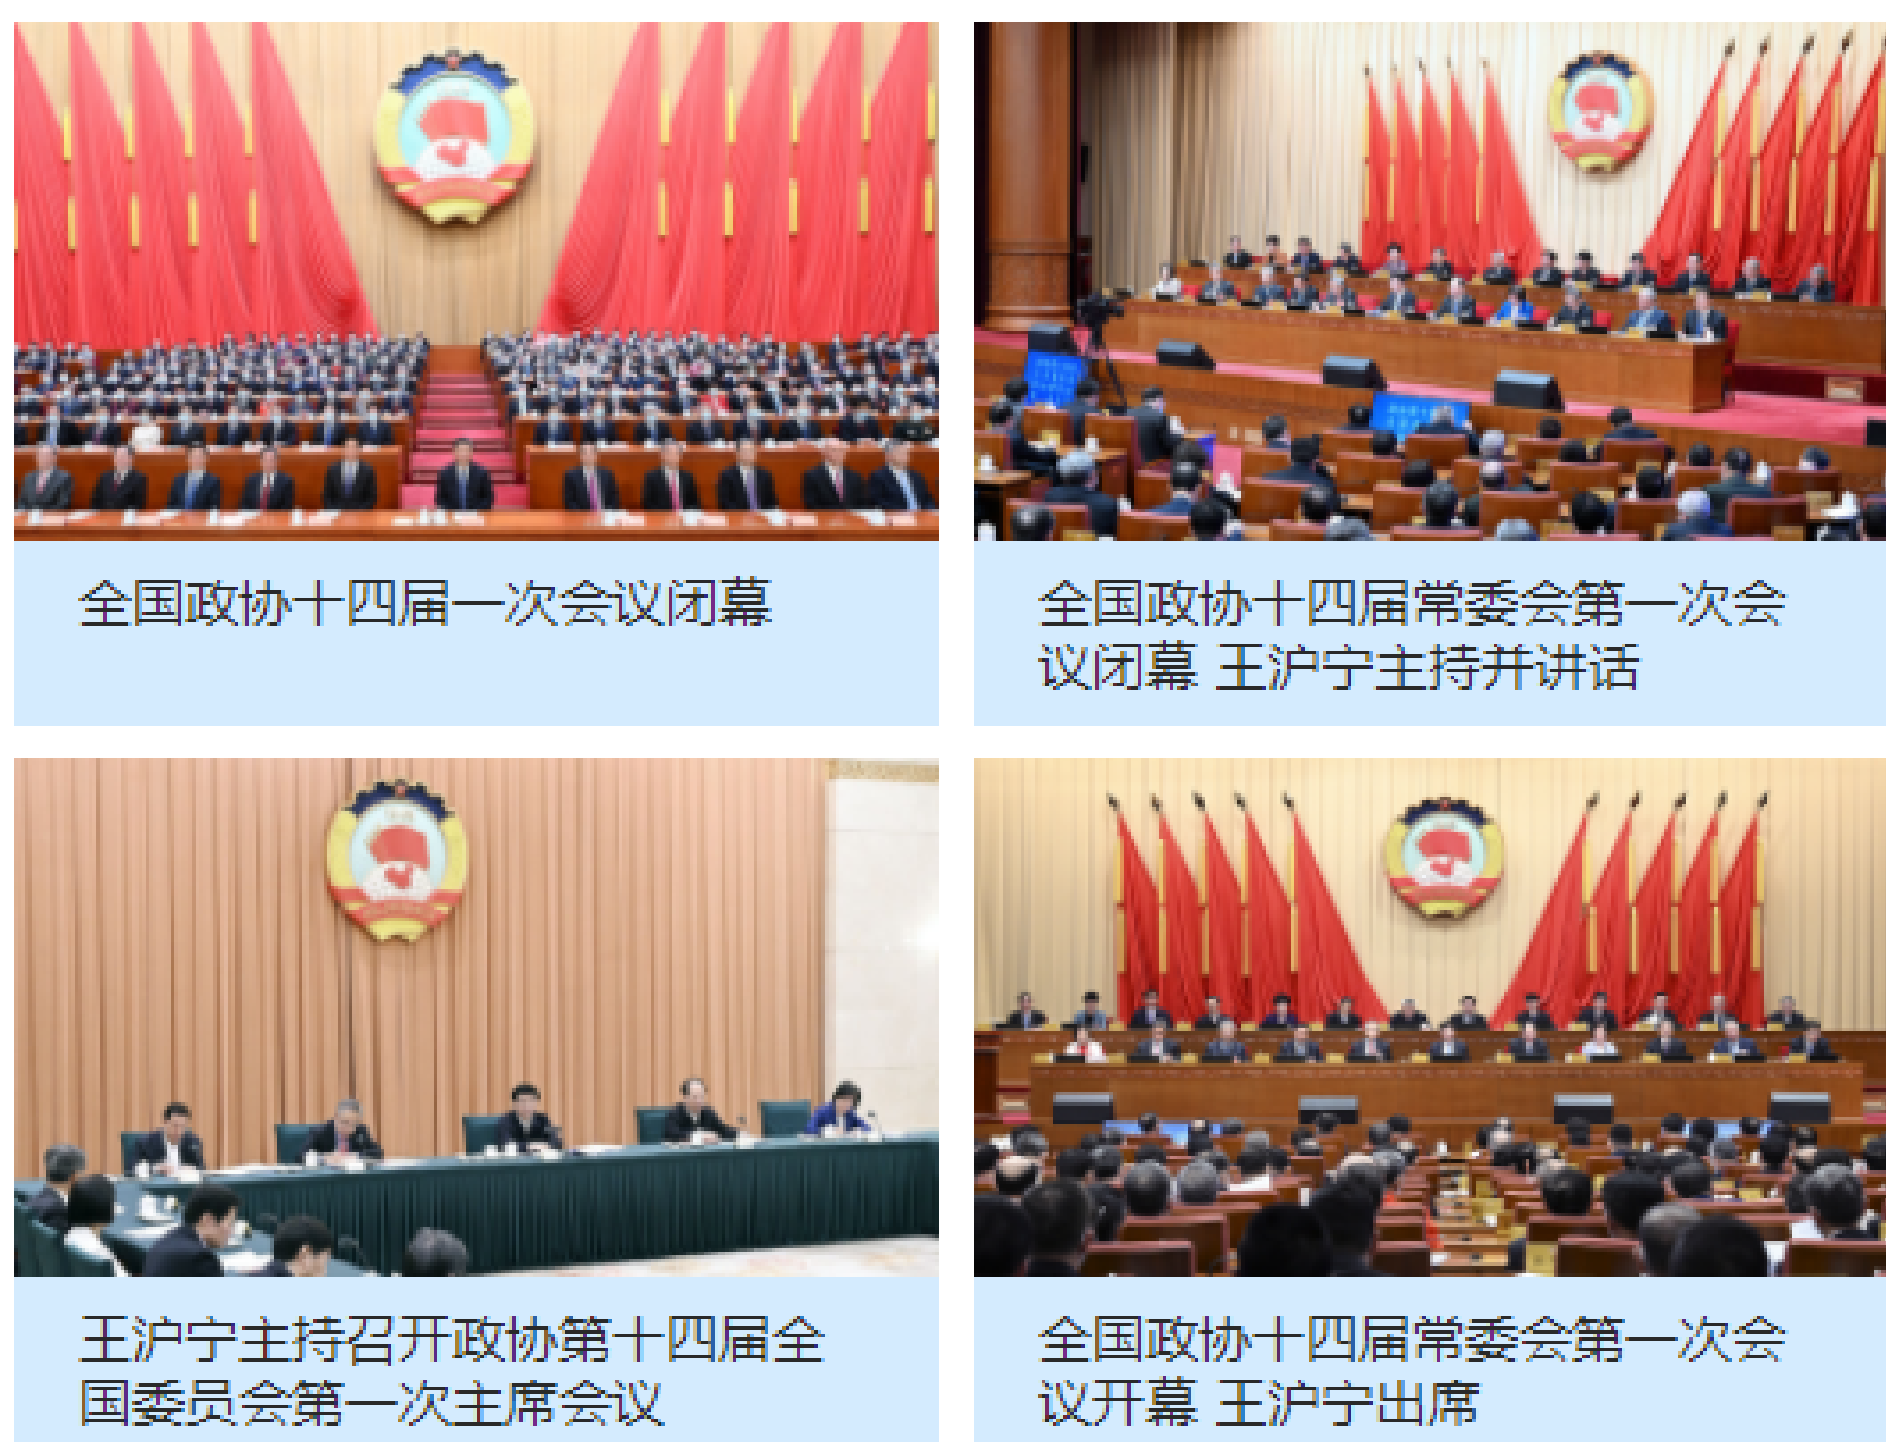 全国政协十四届一次会议闭幕
全国政协十四届常委会第一次会
议闭幕 王沪宁主持并讲话
王沪宁主持召开政协第十四届全
国委员会第一次主席会议
全国政协十四届常委会第一次会
议开幕 王沪宁出席